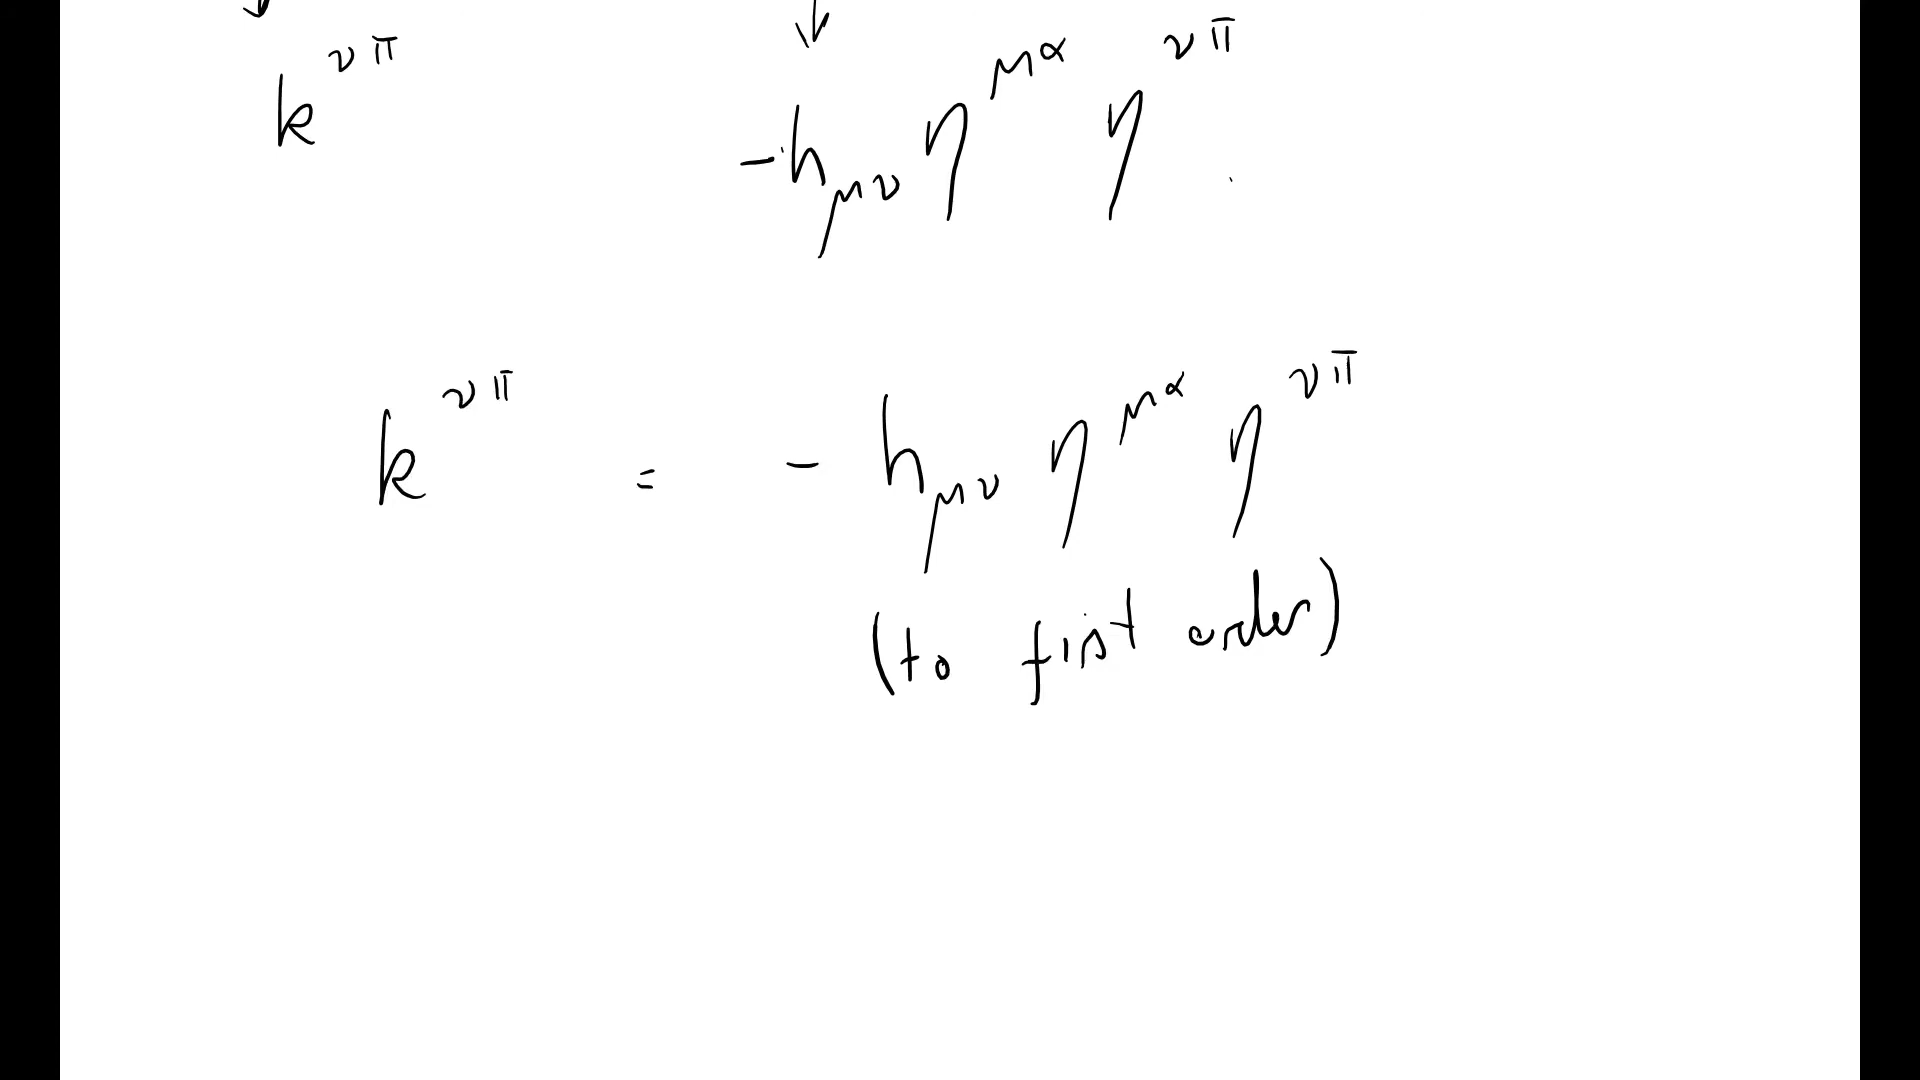 k^{νπ} -h_{μν} η^{μα} η^{νπ}
k^{νπ} = - h_{μν} η^{μα} η^{νπ}
(to first order)